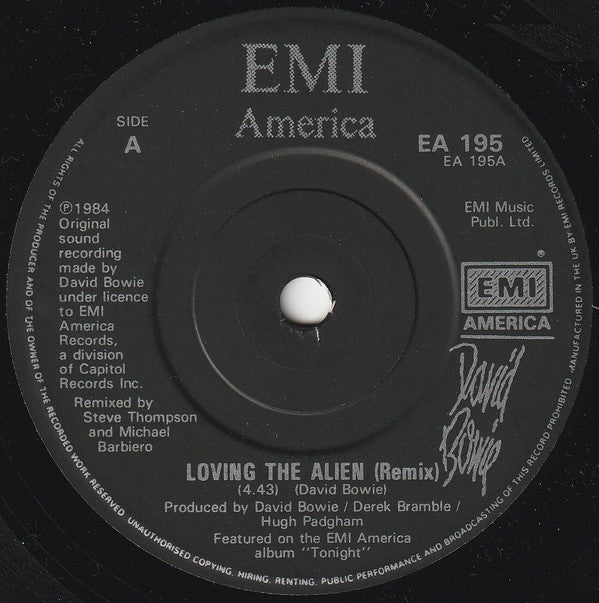 EMI
America
SIDE
A
EA 195
EA 195A
℗1984
Original
sound
recording
made by
David Bowie
under licence
to EMI
America
Records,
a division
of Capitol
Records Inc.
Remixed by
Steve Thompson
and Michael
Barbiero
EMI Music
Publ. Ltd.
®
EMI
AMERICA
David
Bowie
LOVING THE ALIEN (Remix)
(4.43) (David Bowie)
Produced by David Bowie / Derek Bramble /
Hugh Padgham
Featured on the EMI America
album "Tonight"
ALL RIGHTS OF THE PRODUCER AND OF THE OWNER OF THE RECORDED WORK RESERVED. UNAUTHORISED COPYING, HIRING, RENTING, PUBLIC PERFORMANCE AND BROADCASTING OF THIS RECORD PROHIBITED. MANUFACTURED IN THE UK BY EMI RECORDS LIMITED